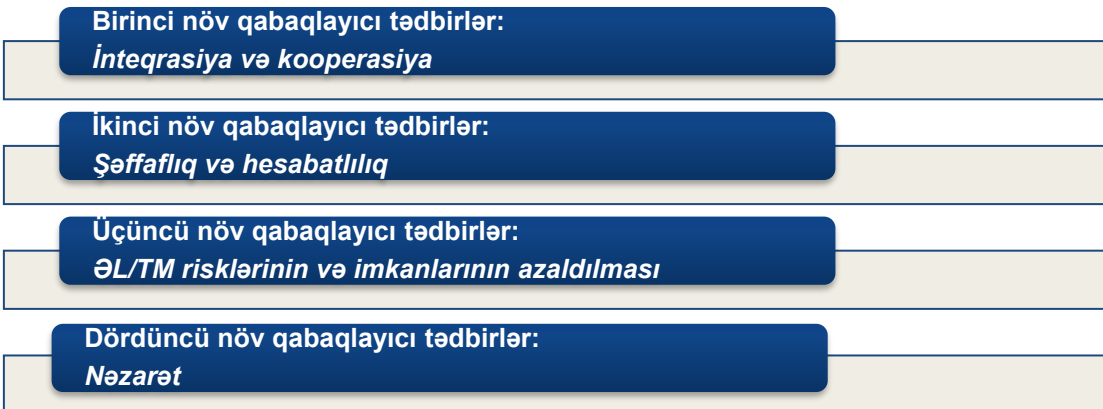 Birinci növ qabaqlayıcı tədbirlər:
İnteqrasiya və kooperasiya
İkinci növ qabaqlayıcı tədbirlər:
Şəffaflıq və hesabatlılıq
Üçüncü növ qabaqlayıcı tədbirlər:
ƏL/TM risklərinin və imkanlarının azaldılması
Dördüncü növ qabaqlayıcı tədbirlər:
Nəzarət